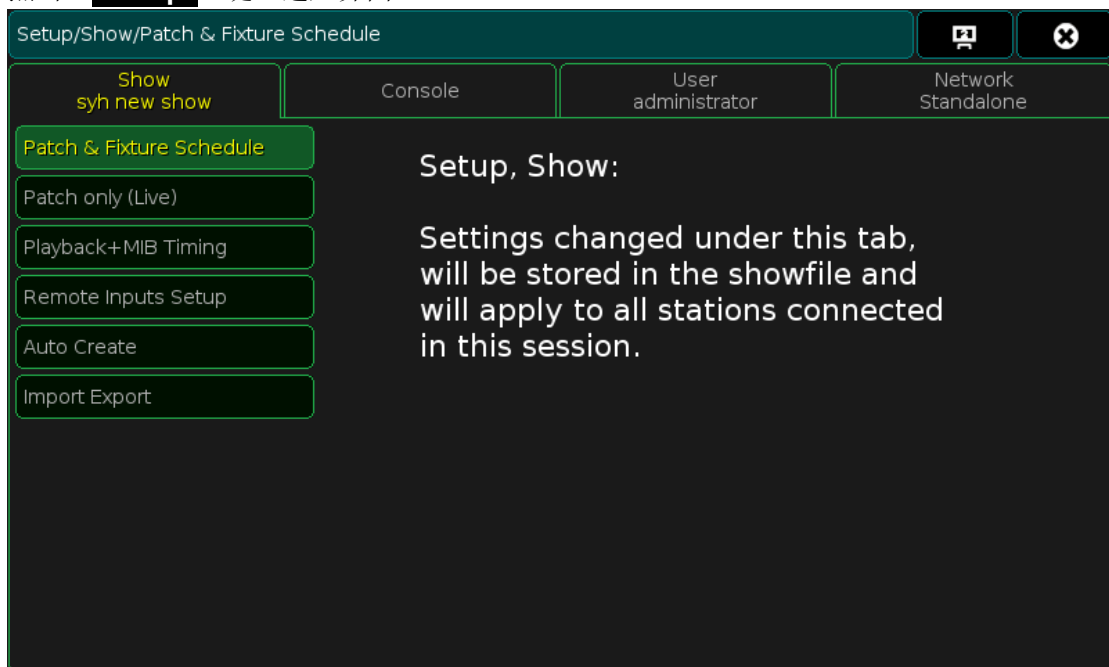 Setup/Show/Patch & Fixture Schedule
Show
syh new show
Console
User
administrator
Network
Standalone
Patch & Fixture Schedule
Patch only (Live)
Playback+MIB Timing
Remote Inputs Setup
Auto Create
Import Export
Setup, Show:
Settings changed under this tab,
will be stored in the showfile and
will apply to all stations connected
in this session.